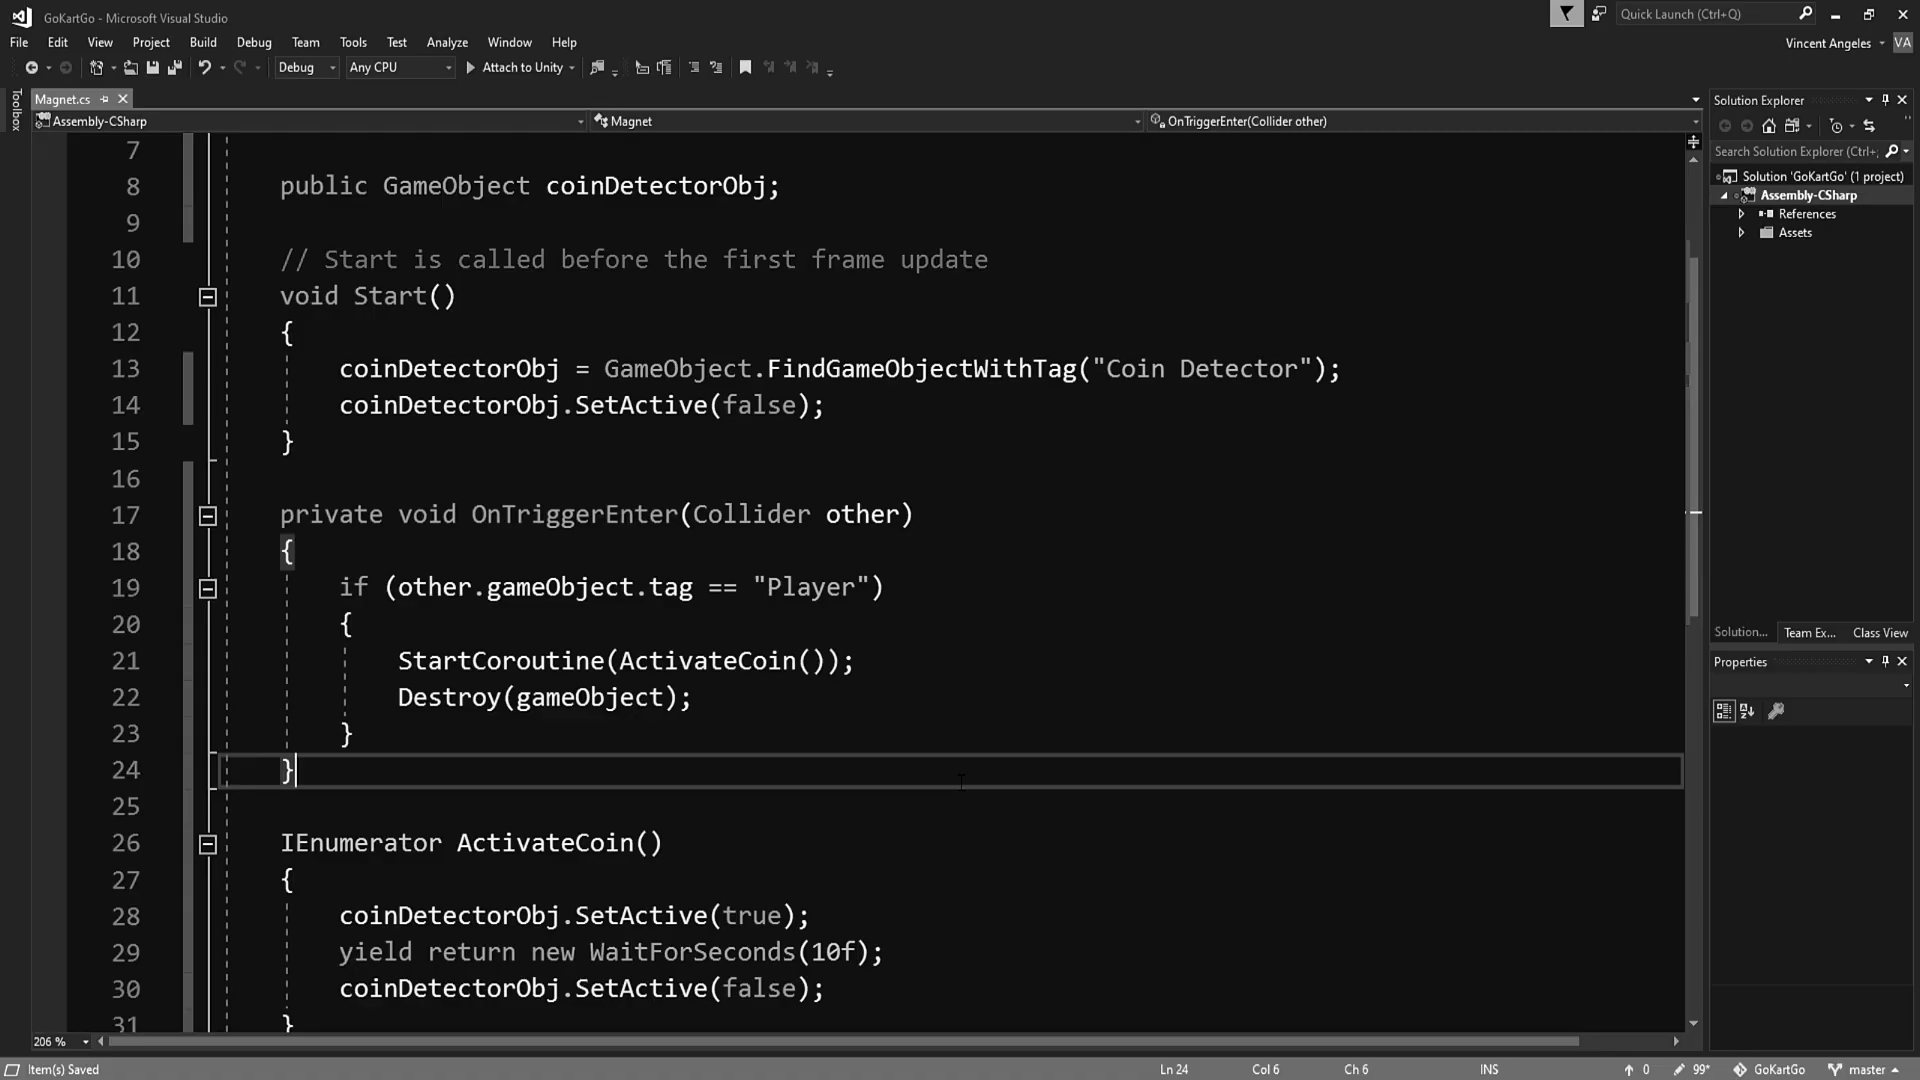 GoKartGo - Microsoft Visual Studio
Quick Launch (Ctrl+Q)
File Edit View Project Build Debug Team Tools Test Analyze Window Help
Vincent Angeles VA
Debug Any CPU Attach to Unity
Toolbox
Magnet.cs
Assembly-CSharp Magnet OnTriggerEnter(Collider other)
7
8 public GameObject coinDetectorObj;
9
10 // Start is called before the first frame update
11 void Start()
12 {
13 coinDetectorObj = GameObject.FindGameObjectWithTag("Coin Detector");
14 coinDetectorObj.SetActive(false);
15 }
16
17 private void OnTriggerEnter(Collider other)
18 {
19 if (other.gameObject.tag == "Player")
20 {
21 StartCoroutine(ActivateCoin());
22 Destroy(gameObject);
23 }
24 }
25
26 IEnumerator ActivateCoin()
27 {
28 coinDetectorObj.SetActive(true);
29 yield return new WaitForSeconds(10f);
30 coinDetectorObj.SetActive(false);
31 }
206 %
Solution Explorer
Search Solution Explorer (Ctrl+;
Solution 'GoKartGo' (1 project)
Assembly-CSharp
References
Assets
Solution... Team Ex... Class View
Properties
Item(s) Saved Ln 24 Col 6 Ch 6 INS 0 99* GoKartGo master